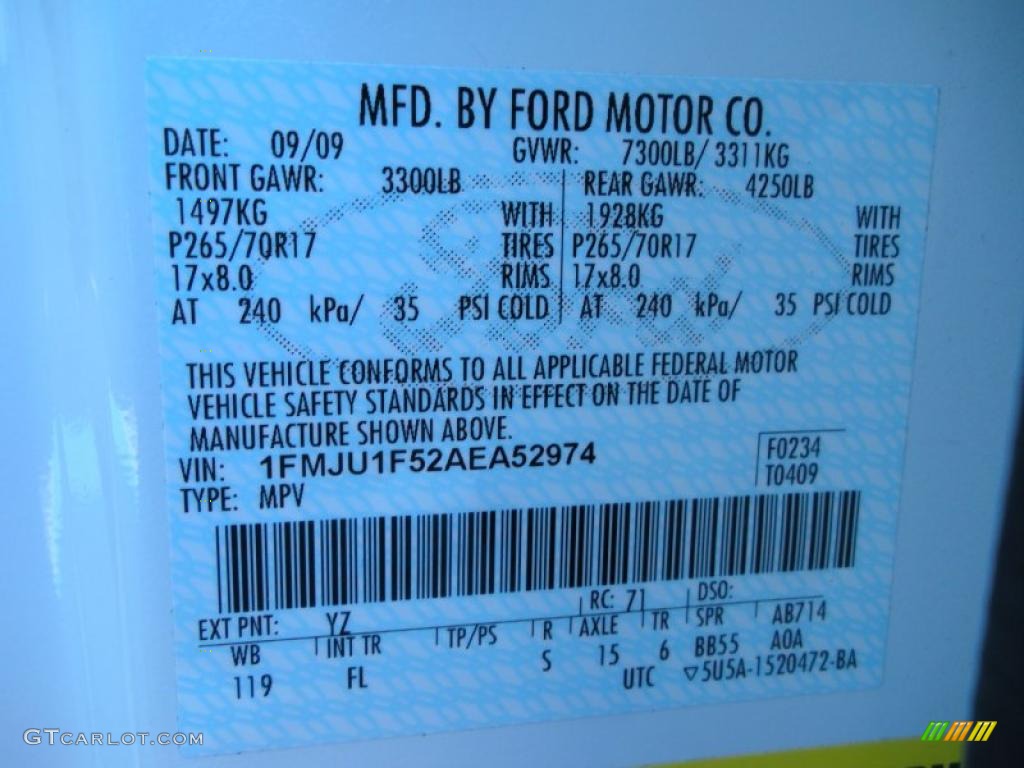 MFD. BY FORD MOTOR CO.
DATE: 09/09 GVWR: 7300LB/ 3311KG
FRONT GAWR: 3300LB REAR GAWR: 4250LB
1497KG WITH 1928KG WITH
P265/70R17 TIRES P265/70R17 TIRES
17x8.0 RIMS 17x8.0 RIMS
AT 240 kPa/ 35 PSI COLD AT 240 kPa/ 35 PSI COLD
THIS VEHICLE CONFORMS TO ALL APPLICABLE FEDERAL MOTOR
VEHICLE SAFETY STANDARDS IN EFFECT ON THE DATE OF
MANUFACTURE SHOWN ABOVE.
VIN: 1FMJU1F52AEA52974 F0234
TYPE: MPV T0409
EXT PNT: YZ RC: 71 DSO:
WB INT TR TP/PS R AXLE TR SPR AB714
119 FL S 15 6 BB55 A0A
UTC ▽5U5A-1520472-BA
GTCARLOT.COM